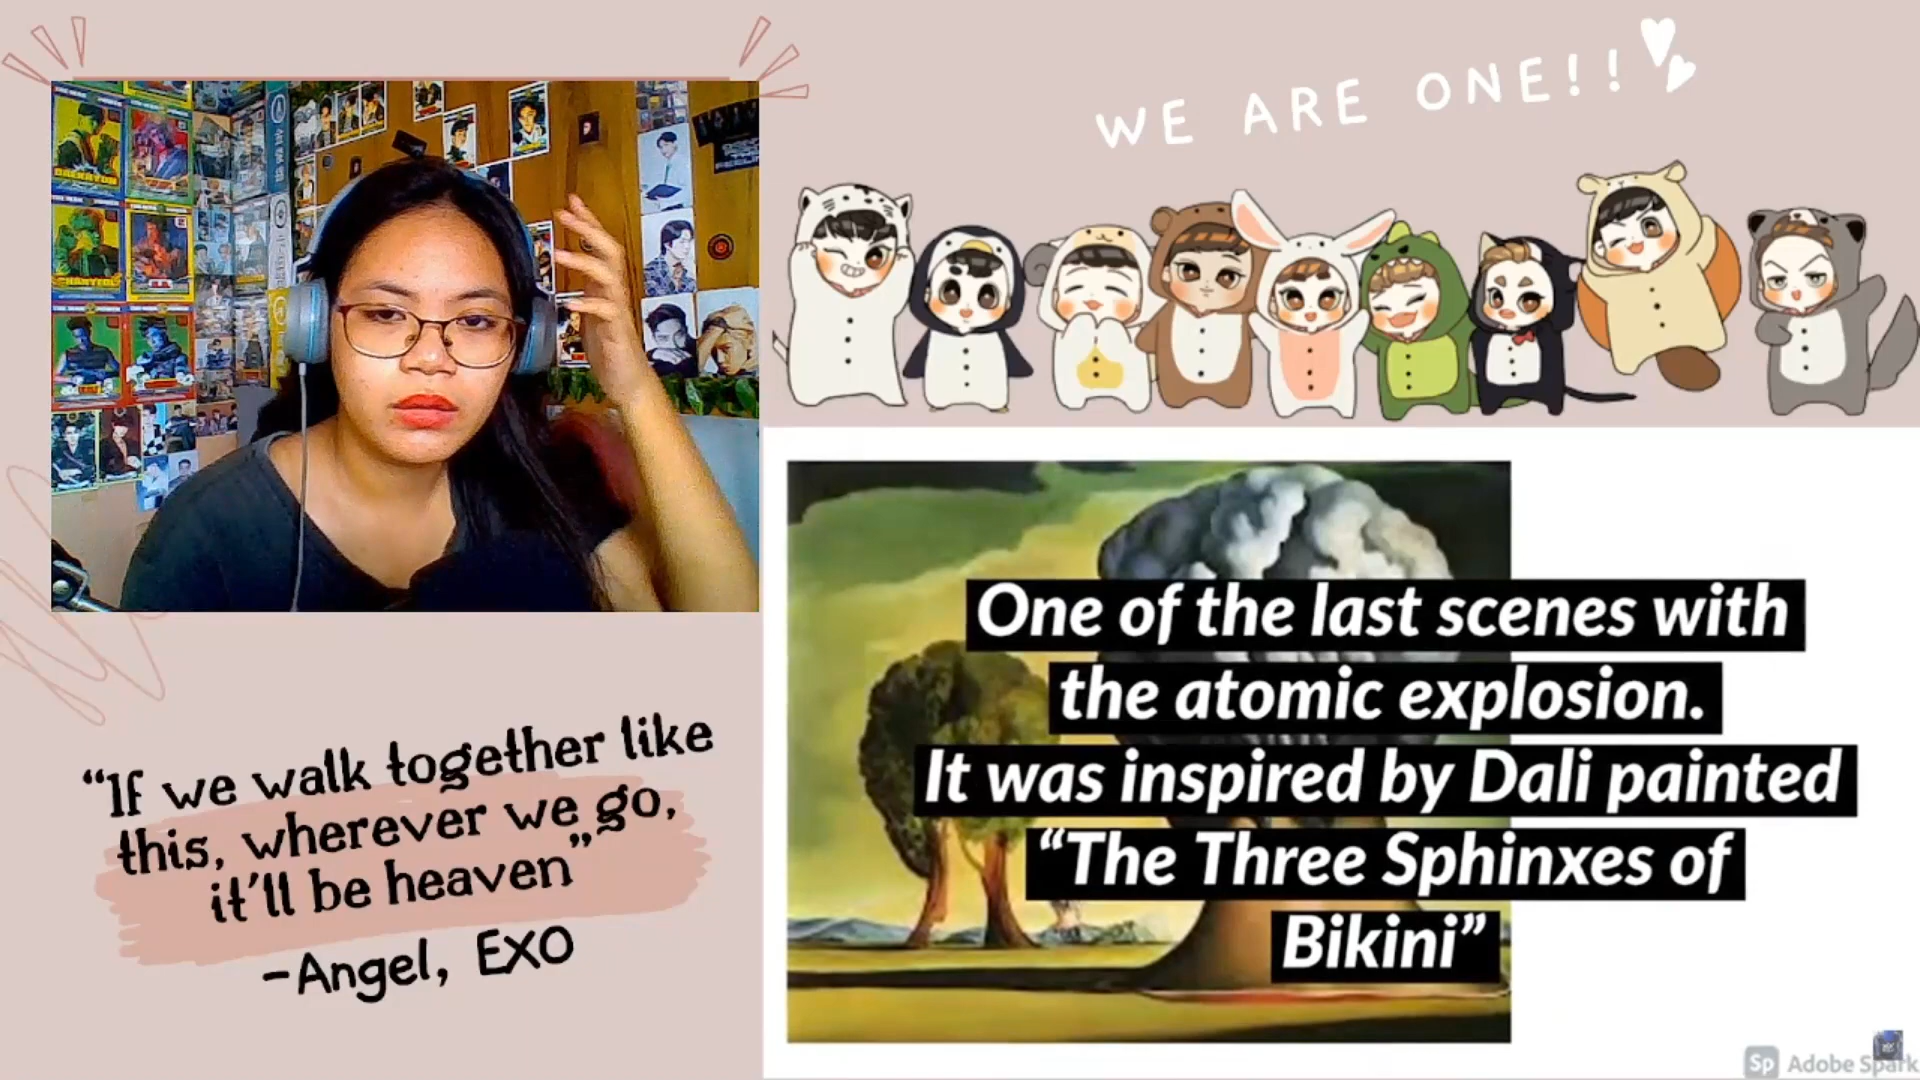 WE ARE ONE!!
One of the last scenes with
the atomic explosion.
It was inspired by Dali painted
“The Three Sphinxes of
Bikini”
“If we walk together like
this, wherever we go,
it'll be heaven”
-Angel, EXO
Sp Adobe Spark